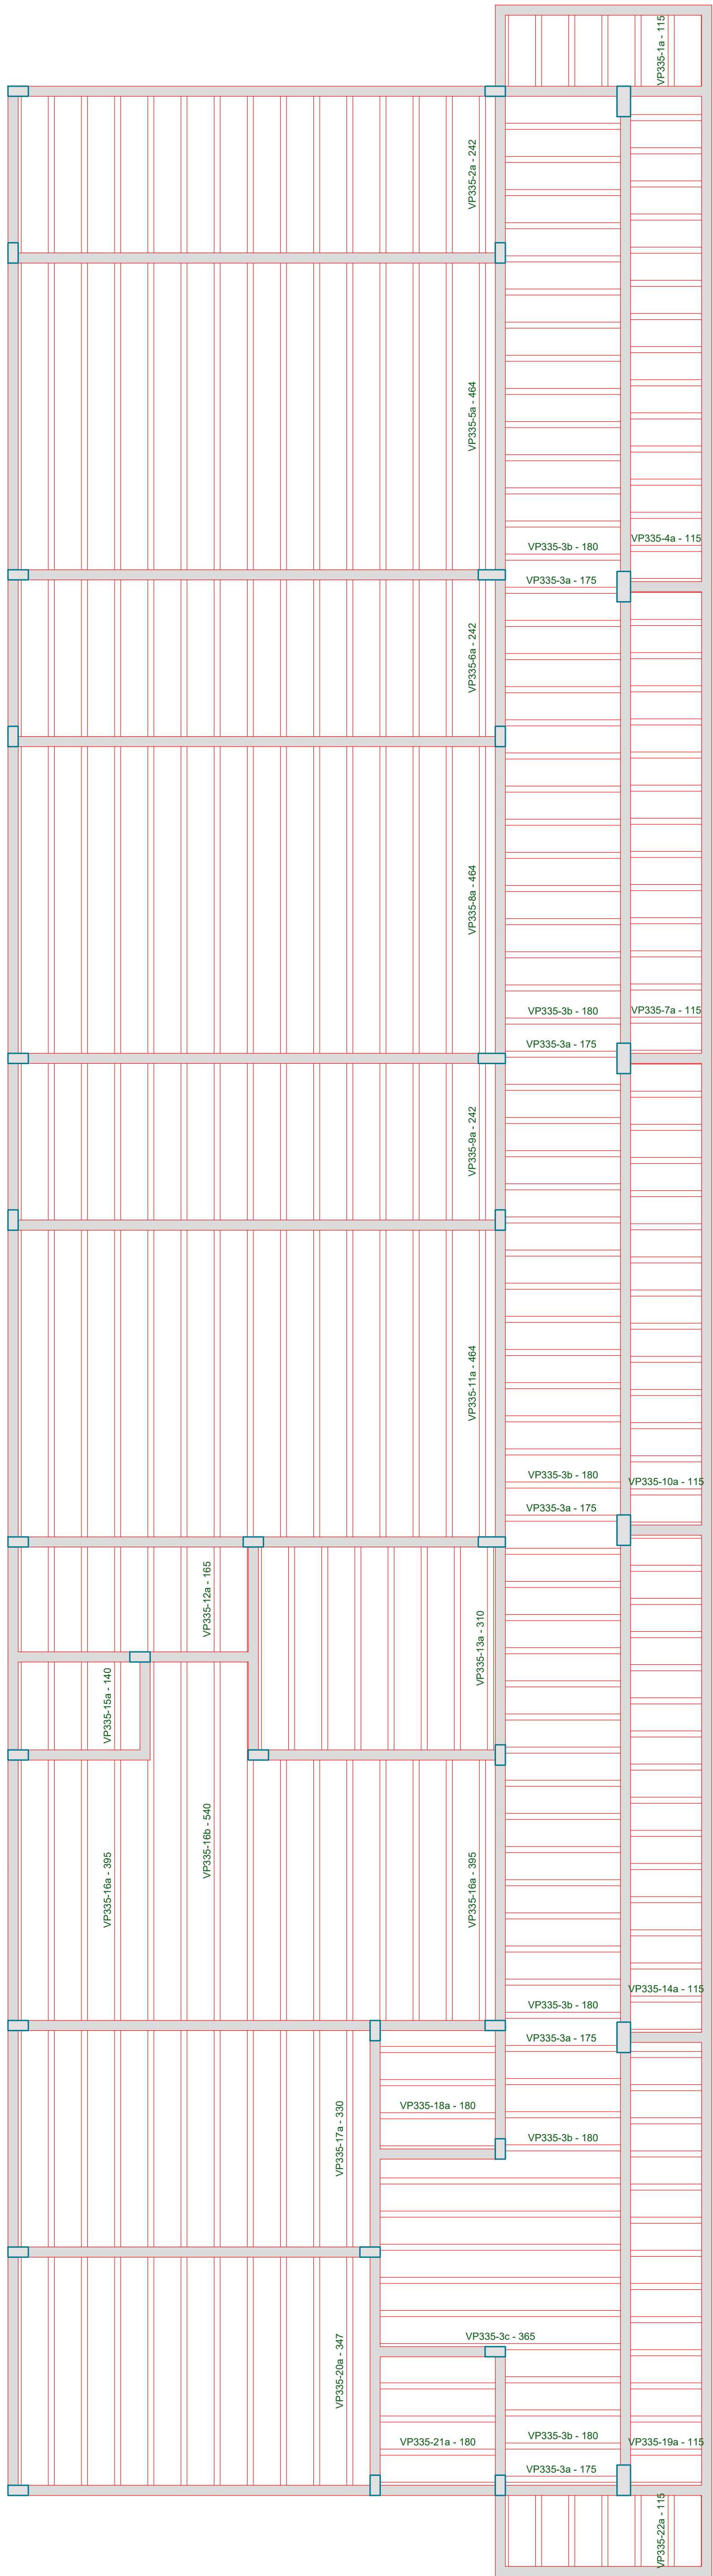 VP335-1a - 115
VP335-2a - 242
VP335-5a - 464
VP335-4a - 115
VP335-3b - 180
VP335-3a - 175
VP335-6a - 242
VP335-8a - 464
VP335-7a - 115
VP335-3b - 180
VP335-3a - 175
VP335-9a - 242
VP335-11a - 464
VP335-3b - 180
VP335-10a - 115
VP335-3a - 175
VP335-12a - 165
VP335-13a - 310
VP335-15a - 140
VP335-16b - 540
VP335-16a - 395
VP335-16a - 395
VP335-14a - 115
VP335-3b - 180
VP335-3a - 175
VP335-18a - 180
VP335-17a - 330
VP335-3b - 180
VP335-3c - 365
VP335-20a - 347
VP335-3b - 180
VP335-21a - 180
VP335-19a - 115
VP335-3a - 175
VP335-22a - 115